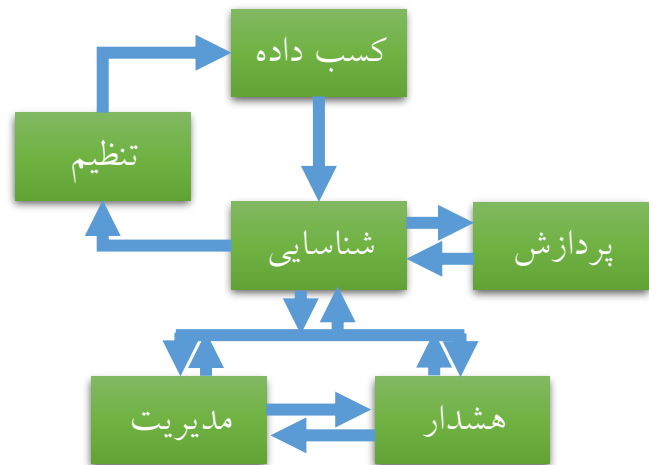 کسب داده
تنظیم
شناسایی
پردازش
مدیریت
هشدار